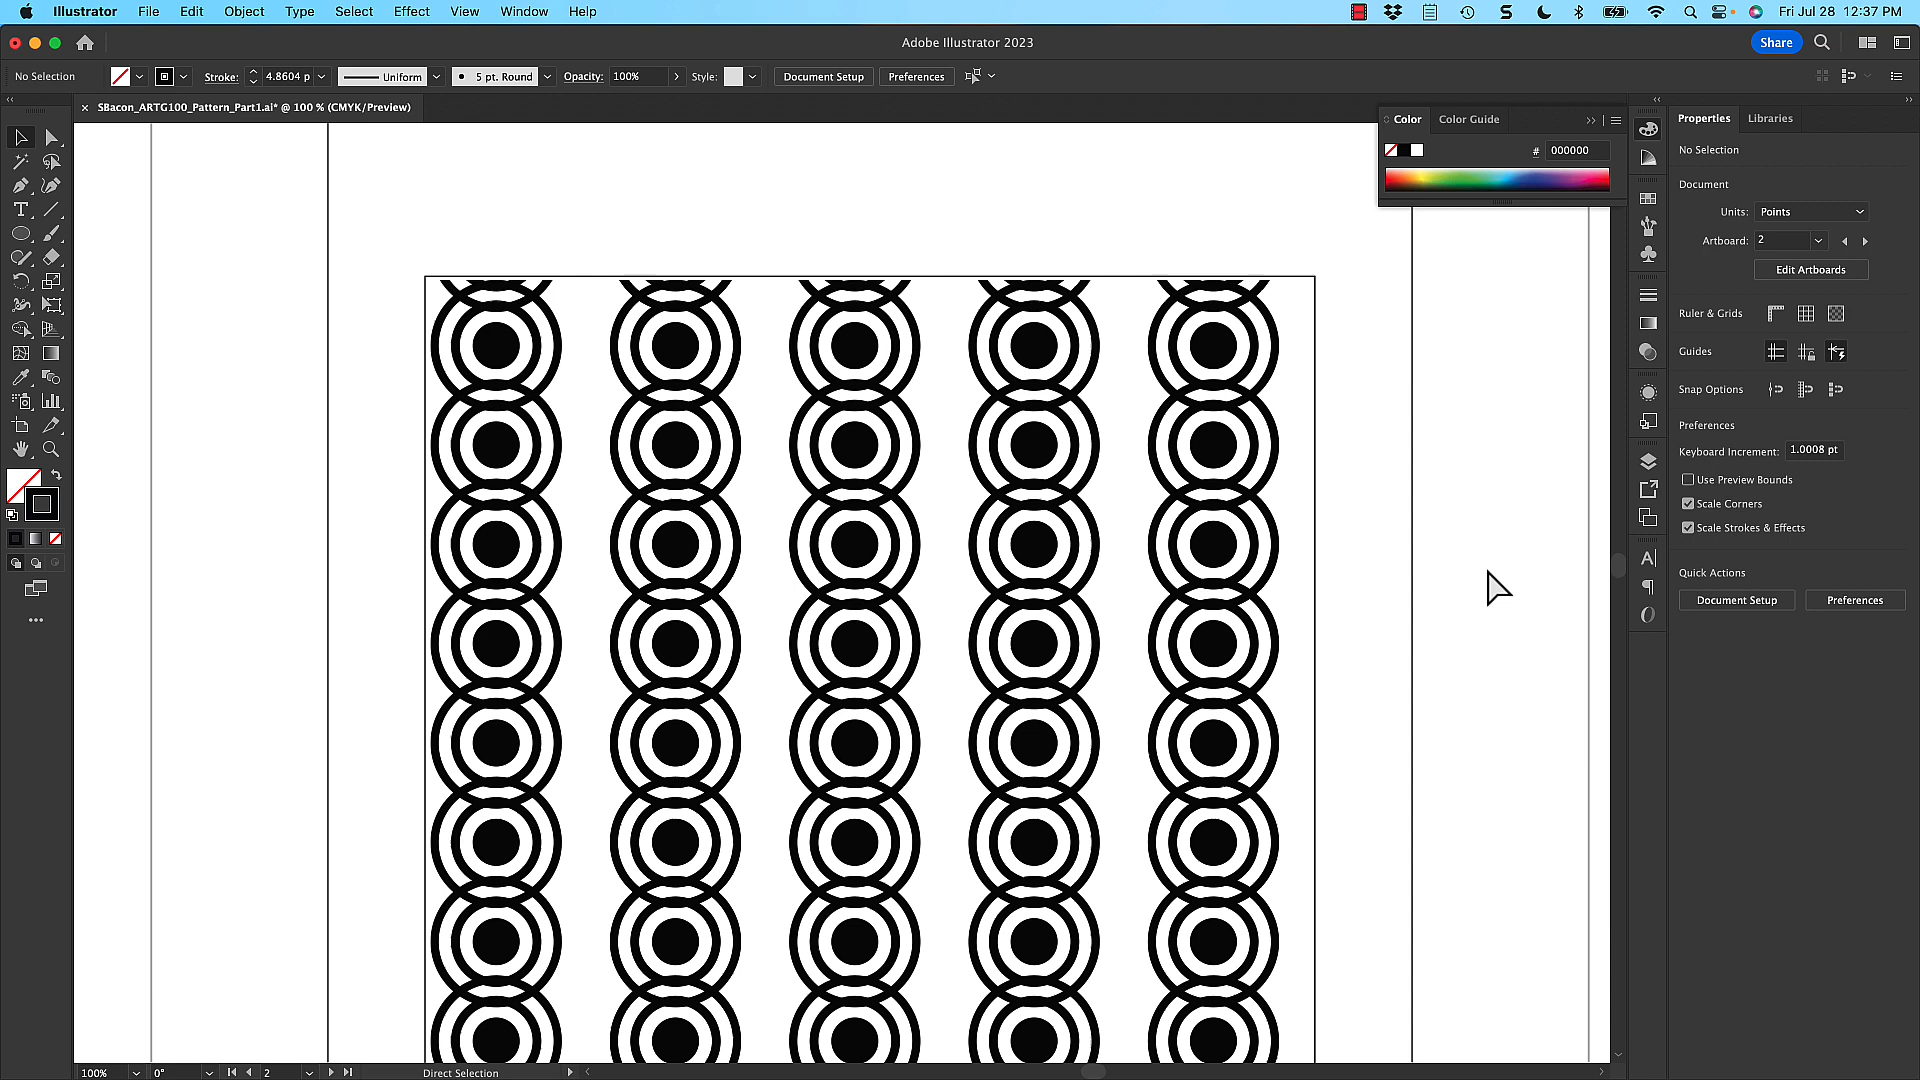 Illustrator File Edit Object Type Select Effect View Window Help Fri Jul 28 12:37 PM
Adobe Illustrator 2023 Share
No Selection Stroke: 4.8604 p Uniform 5 pt. Round Opacity: 100% Style: Document Setup Preferences
× SBacon_ARTG100_Pattern_Part1.ai* @ 100 % (CMYK/Preview)
Color Color Guide
# 000000
Properties Libraries
No Selection
Document
Units: Points
Artboard: 2
Edit Artboards
Ruler & Grids
Guides
Snap Options
Preferences
Keyboard Increment: 1.0008 pt
Use Preview Bounds
Scale Corners
Scale Strokes & Effects
Quick Actions
Document Setup Preferences
100% 0° 2 Direct Selection